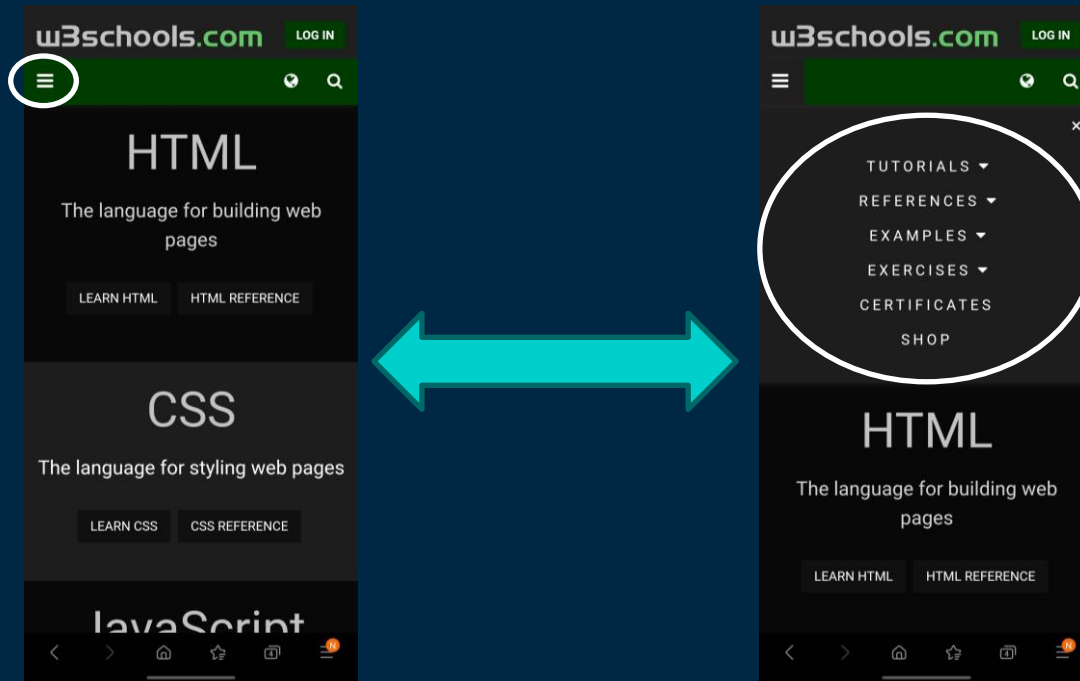 w3schools.com
LOG IN
HTML
The language for building web
pages
LEARN HTML HTML REFERENCE
CSS
The language for styling web pages
LEARN CSS CSS REFERENCE
JavaScript
4
N
w3schools.com
LOG IN
×
TUTORIALS
REFERENCES
EXAMPLES
EXERCISES
CERTIFICATES
SHOP
HTML
The language for building web
pages
LEARN HTML HTML REFERENCE
4
N